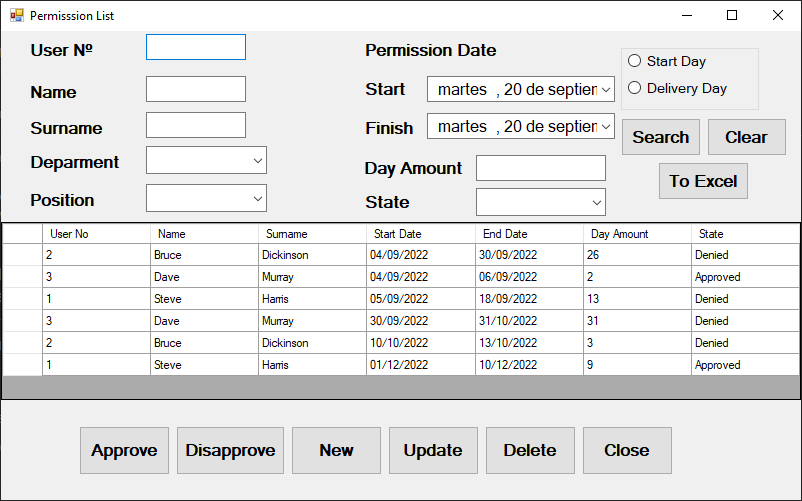 Permisssion List
User Nº
Name
Surname
Deparment
Position
Permission Date
Start
martes , 20 de septien
Finish
martes , 20 de septien
Day Amount
State
Start Day
Delivery Day
Search
Clear
To Excel
User No Name Surname Start Date End Date Day Amount State
2 Bruce Dickinson 04/09/2022 30/09/2022 26 Denied
3 Dave Murray 04/09/2022 06/09/2022 2 Approved
1 Steve Harris 05/09/2022 18/09/2022 13 Denied
3 Dave Murray 30/09/2022 31/10/2022 31 Denied
2 Bruce Dickinson 10/10/2022 13/10/2022 3 Denied
1 Steve Harris 01/12/2022 10/12/2022 9 Approved
Approve Disapprove New Update Delete Close